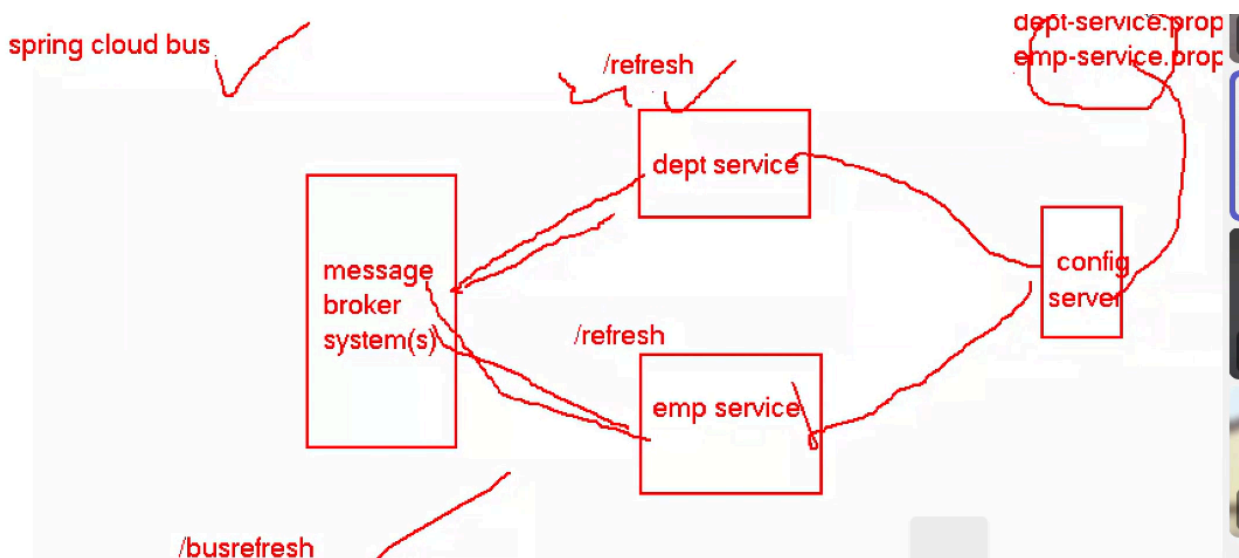 spring cloud bus
dept-service.prop
emp-service.prop
/refresh
dept service
message
broker
system(s)
config
server
/refresh
emp service
/busrefresh